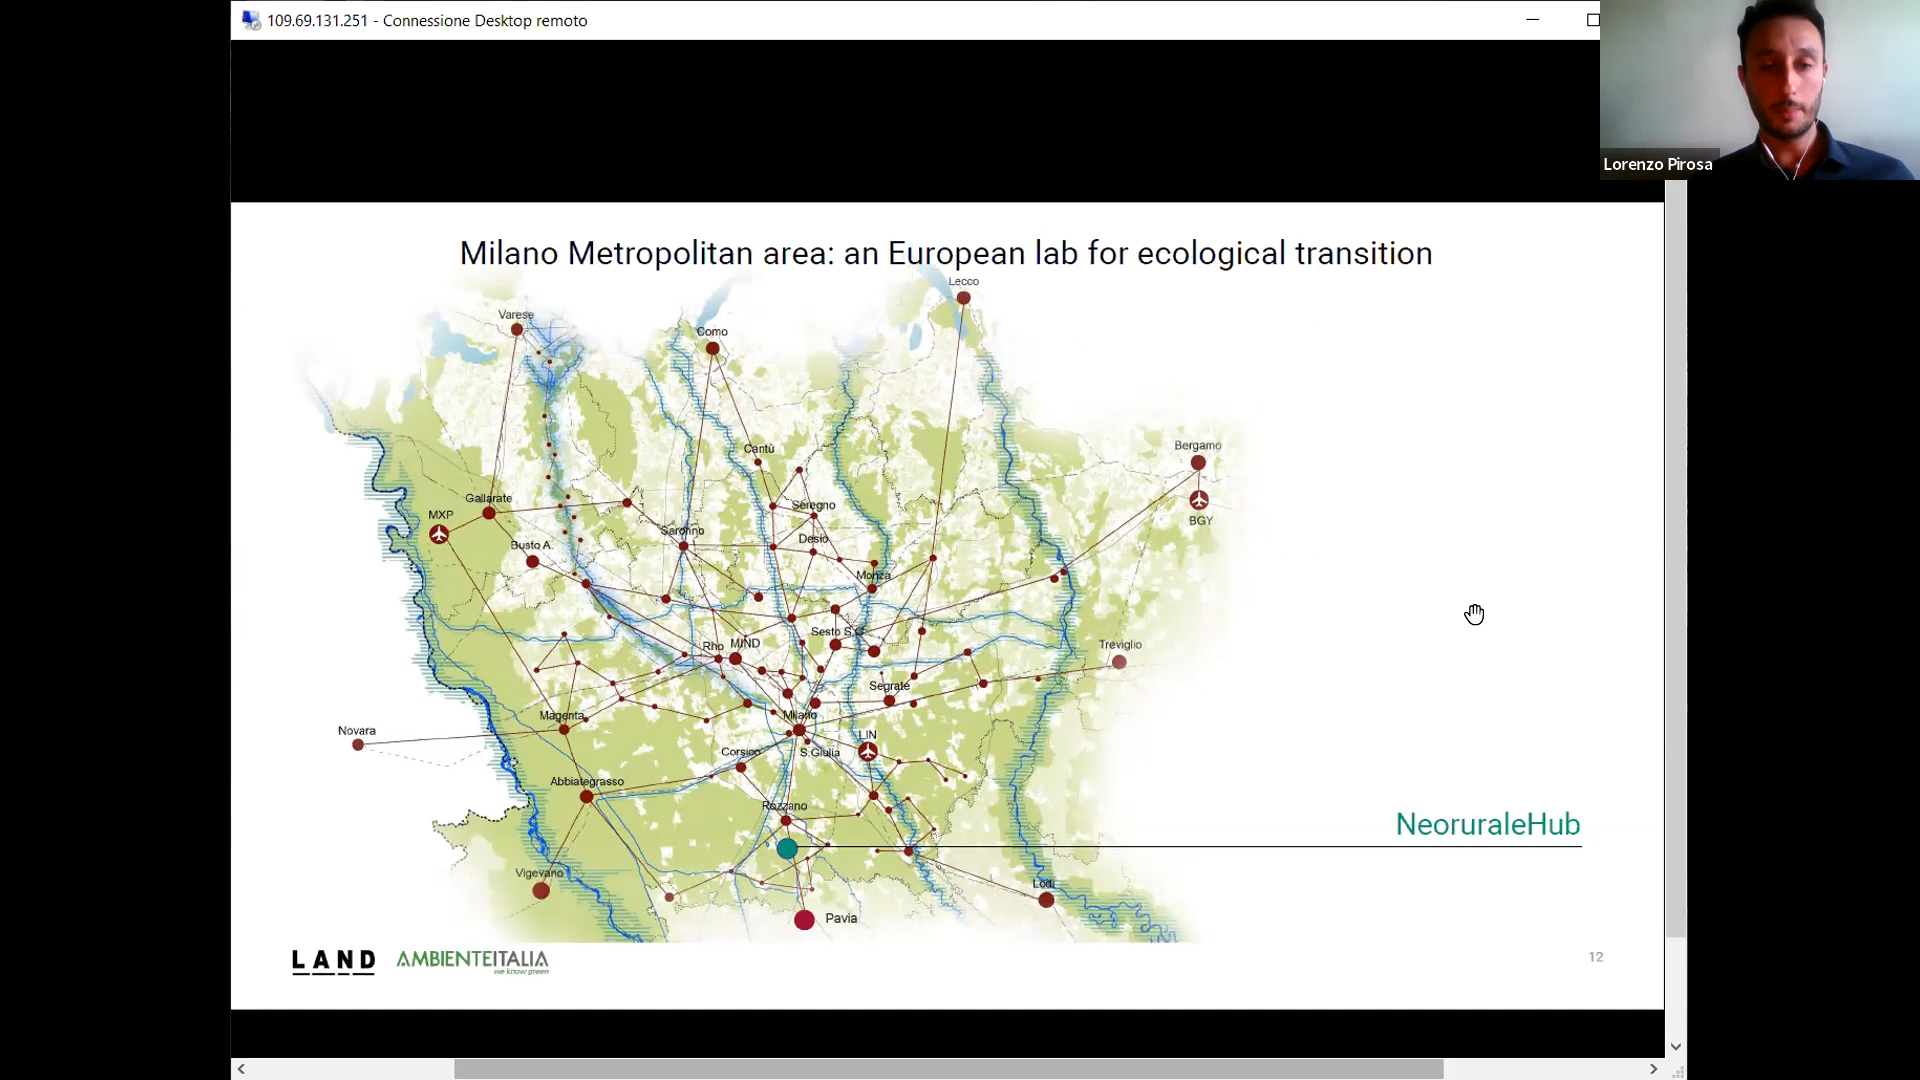 109.69.131.251 - Connessione Desktop remoto
Lorenzo Pirosa
Milano Metropolitan area: an European lab for ecological transition
Lecco
Varese
Como
Bergamo
Cantù
Gallarate
Seregno
MXP
BGY
Saronno
Desio
Busto A.
Monza
Sesto S.G.
Rho
MIND
Treviglio
Segrate
Magenta
Milano
Novara
LIN
Corsico
S.Giulia
Abbiategrasso
Rozzano
NeoruraleHub
Vigevano
Lodi
Pavia
LAND
AMBIENTEITALIA
we know green
12